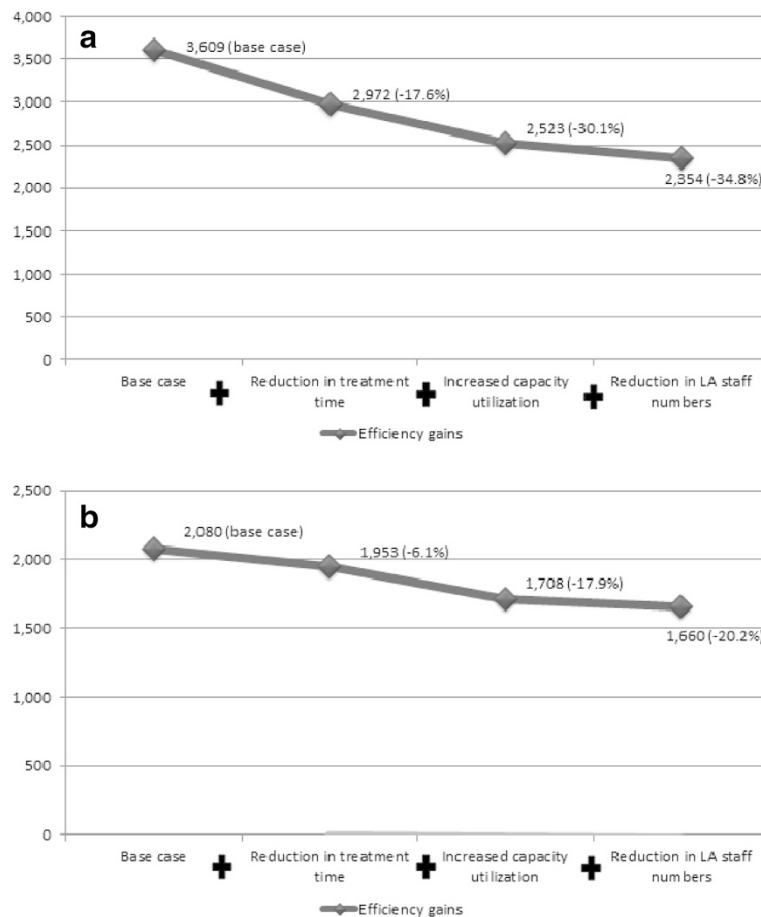 4,000
a
3,609 (base case)
3,500
2,972 (-17.6%)
3,000
2,523 (-30.1%)
2,500
2,354 (-34.8%)
2,000
1,500
1,000
500
0
Base case
Reduction in treatment
time
Increased capacity
utilization
Reduction in LA staff
numbers
Efficiency gains
2,500
b
2,080 (base case)
1,953 (-6.1%)
2,000
1,708 (-17.9%)
1,660 (-20.2%)
1,500
1,000
500
0
Base case
Reduction in treatment
time
Increased capacity
utilization
Reduction in LA staff
numbers
Efficiency gains